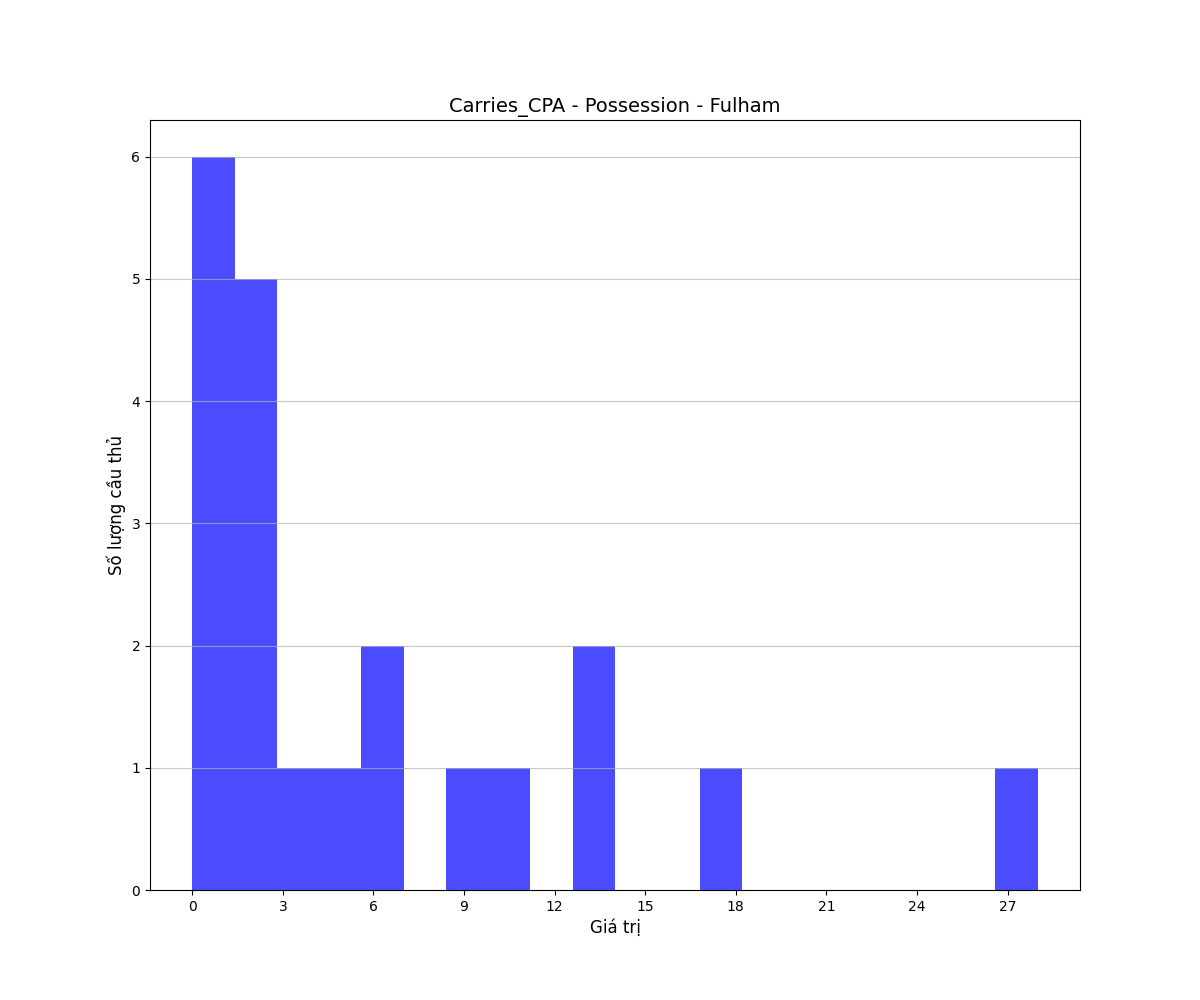 Carries_CPA - Possession - Fulham
6
5
4
3
2
1
0
Số lượng cầu thủ
0 3 6 9 12 15 18 21 24 27
Giá trị